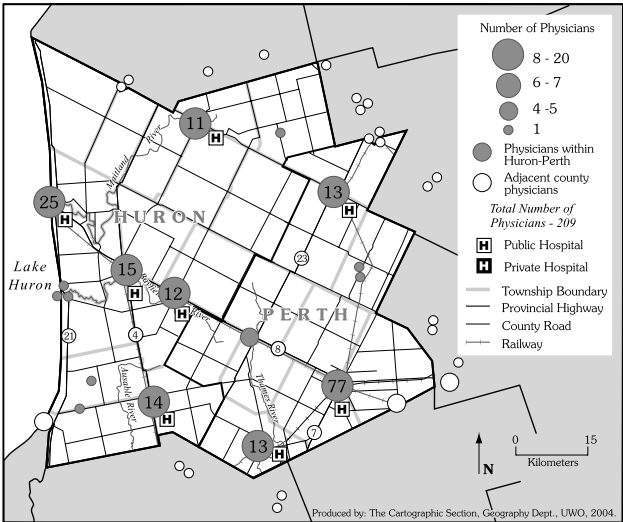 Number of Physicians
8 - 20
6 - 7
4 -5
1
Physicians within
Huron-Perth
Adjacent county
physicians
Total Number of
Physicians - 209
H Public Hospital
H Private Hospital
Township Boundary
Provincial Highway
County Road
Railway
11
H
River
Maitland
13
H
25
H
HURON
23
Lake
Huron
15
H
Bayfield
12
H
River
PERTH
21
4
8
Ausable River
Thames River
77
H
14
H
7
13
H
N
0 15
Kilometers
Produced by: The Cartographic Section, Geography Dept., UWO, 2004.